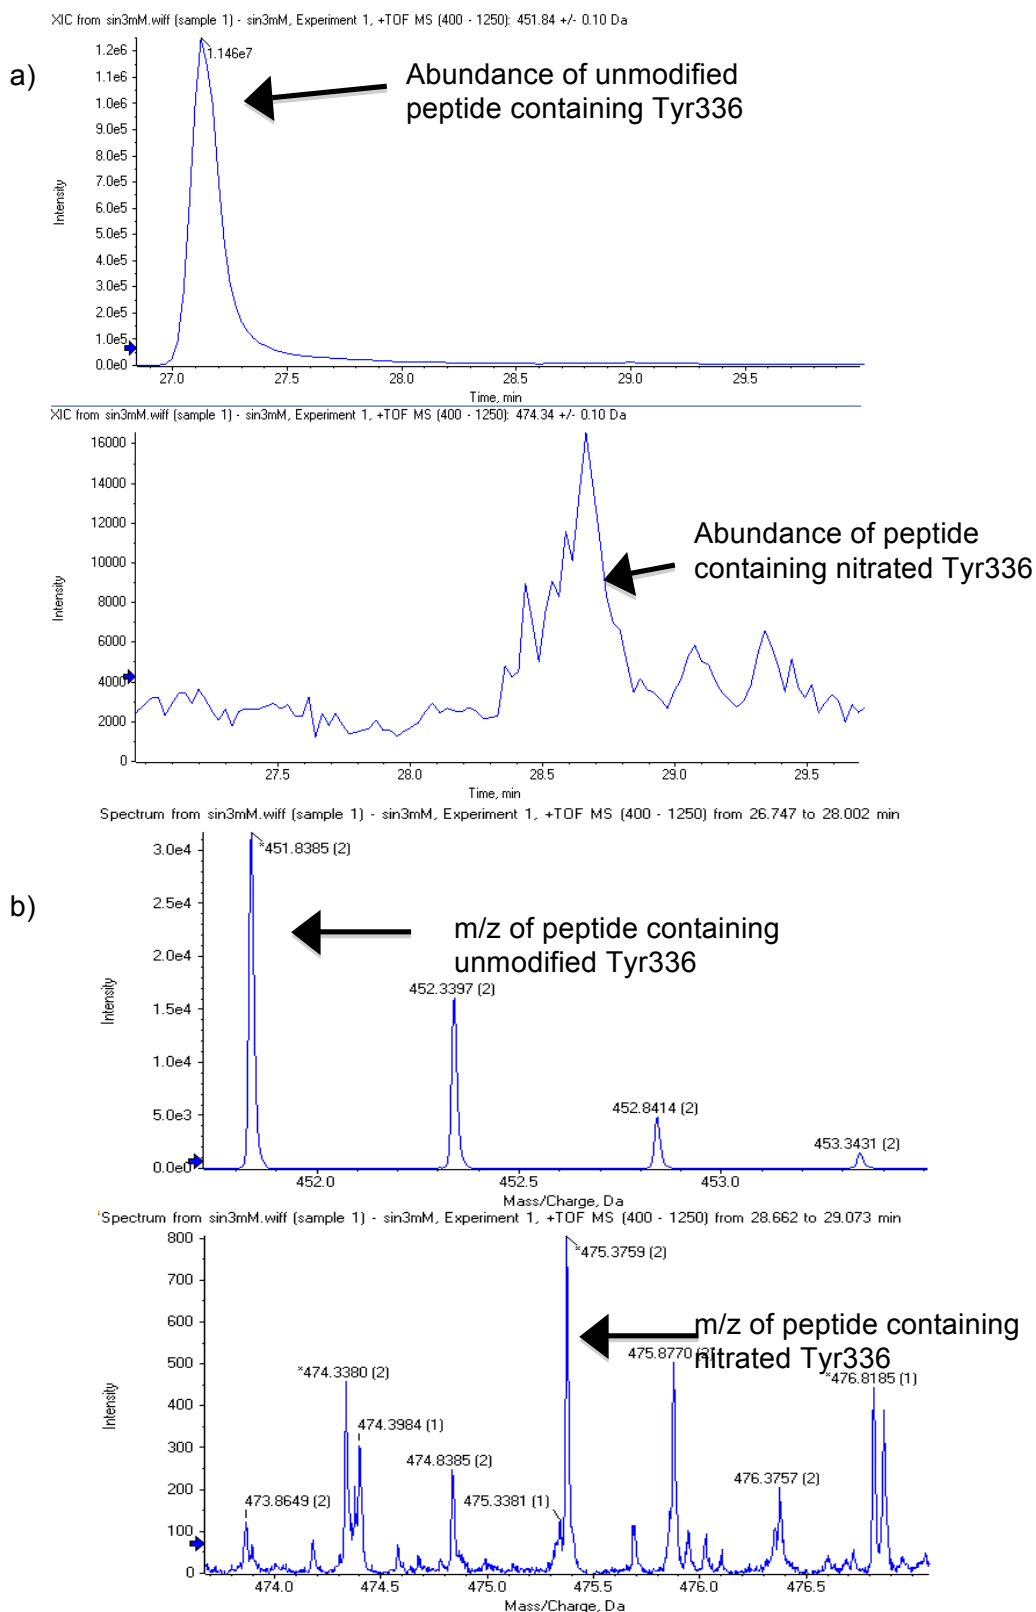 XIC from sin3mM.wiff (sample 1) - sin3mM, Experiment 1, +TOF MS (400 - 1250): 451.84 +/- 0.10 Da
a)
1.2e6
1.1e6
1.0e6
9.0e5
8.0e5
7.0e5
6.0e5
5.0e5
4.0e5
3.0e5
2.0e5
1.0e5
0.0e0
Intensity
1.146e7
Abundance of unmodified
peptide containing Tyr336
27.0 27.5 28.0 28.5 29.0 29.5
Time, min
XIC from sin3mM.wiff (sample 1) - sin3mM, Experiment 1, +TOF MS (400 - 1250): 474.34 +/- 0.10 Da
16000
14000
12000
10000
8000
6000
4000
2000
0
Intensity
Abundance of peptide
containing nitrated Tyr336
27.5 28.0 28.5 29.0 29.5
Time, min
Spectrum from sin3mM.wiff (sample 1) - sin3mM, Experiment 1, +TOF MS (400 - 1250) from 26.747 to 28.002 min
b)
3.0e4
2.5e4
2.0e4
1.5e4
1.0e4
5.0e3
0.0e0
Intensity
*451.8385 (2)
m/z of peptide containing
unmodified Tyr336
452.3397 (2)
452.8414 (2)
453.3431 (2)
452.0 452.5 453.0
Mass/Charge, Da
'Spectrum from sin3mM.wiff (sample 1) - sin3mM, Experiment 1, +TOF MS (400 - 1250) from 28.662 to 29.073 min
800
700
600
500
400
300
200
100
0
Intensity
*475.3759 (2)
m/z of peptide containing
nitrated Tyr336
475.8770 (2)
*474.3380 (2)
*476.8185 (1)
474.3984 (1)
474.8385 (2)
476.3757 (2)
473.8649 (2)
475.3381 (1)
474.0 474.5 475.0 475.5 476.0 476.5
Mass/Charge, Da